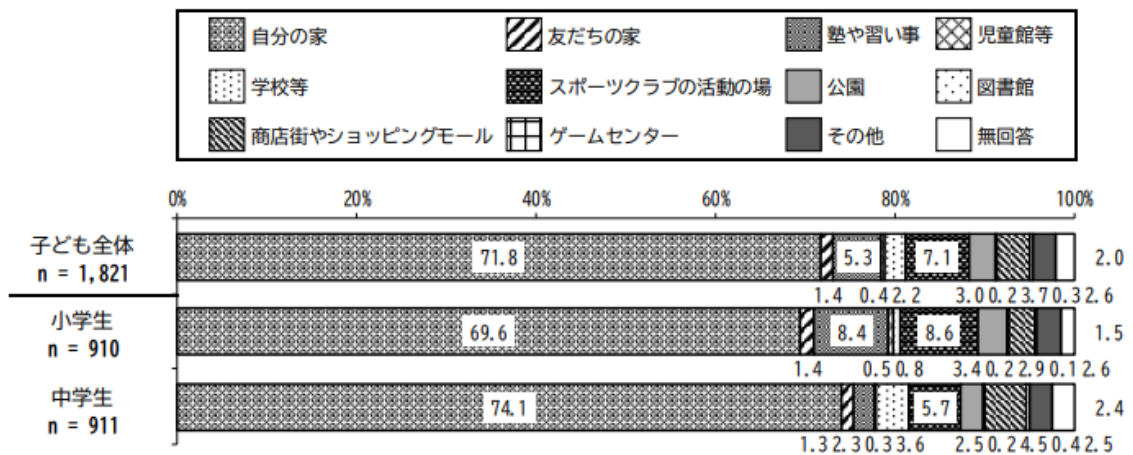 自分の家 友だちの家 塾や習い事 児童館等
学校等 スポーツクラブの活動の場 公園 図書館
商店街やショッピングモール ゲームセンター その他 無回答
0% 20% 40% 60% 80% 100%
子ども全体
n = 1,821
71.8 5.3 7.1 2.0
1.4 0.4 2.2 3.0 0.2 3.7 0.3 2.6
小学生
n = 910
69.6 8.4 8.6 1.5
1.4 0.5 0.8 3.4 0.2 2.9 0.1 2.6
中学生
n = 911
74.1 5.7 2.4
1.3 2.3 0.3 3.6 2.5 0.2 4.5 0.4 2.5